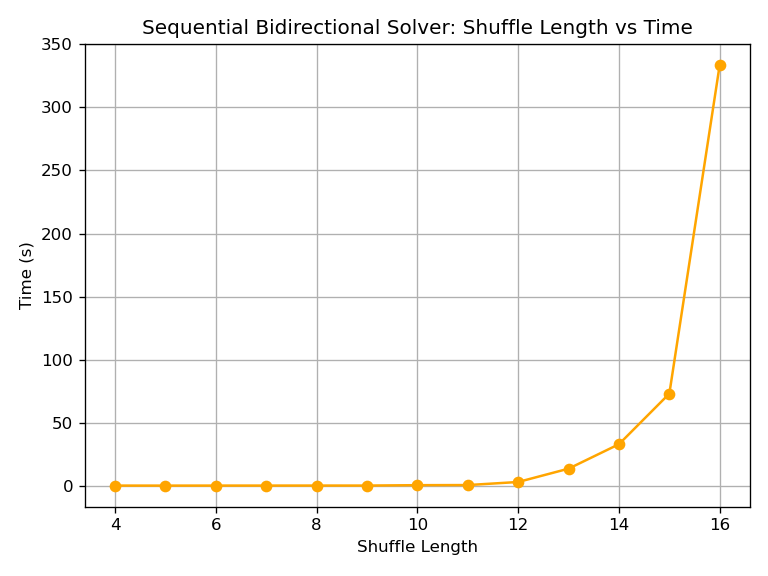 Sequential Bidirectional Solver: Shuffle Length vs Time
350
300
250
200
150
100
50
0
Time (s)
4 6 8 10 12 14 16
Shuffle Length